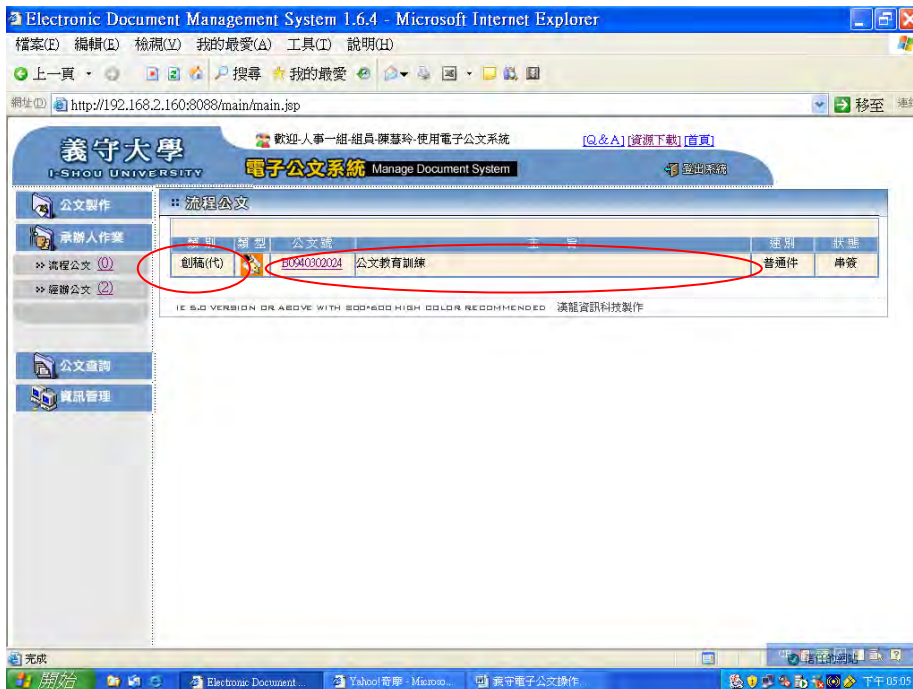 Electronic Document Management System 1.6.4 - Microsoft Internet Explorer
檔案(F) 編輯(E) 檢視(V) 我的最愛(A) 工具(T) 說明(H)
上一頁 搜尋 我的最愛
網址(D) http://192.168.2.160:8088/main/main.jsp 移至 連結
義守大學
I-SHOU UNIVERSITY
歡迎-人事一組-組員-陳慧玲-使用電子公文系統 [Q&A] [資源下載] [首頁]
電子公文系統 Manage Document System 登出系統
公文製作
承辦人作業
>> 流程公文 (0)
>> 經辦公文 (2)
公文查詢
資訊管理
:: 流程公文
類別 類型 公文號 主 旨 速別 狀態
創稿(代) B0940302024 公文教育訓練 普通件 串簽
IE 5.0 VERSION OR ABOVE WITH 800*600 HIGH COLOR RECOMMENDED 漢龍資訊科技製作
完成 信任的網站
開始 Electronic Document ... Yahoo!奇摩 - Microso... 義守電子公文操作... 下午 05:05